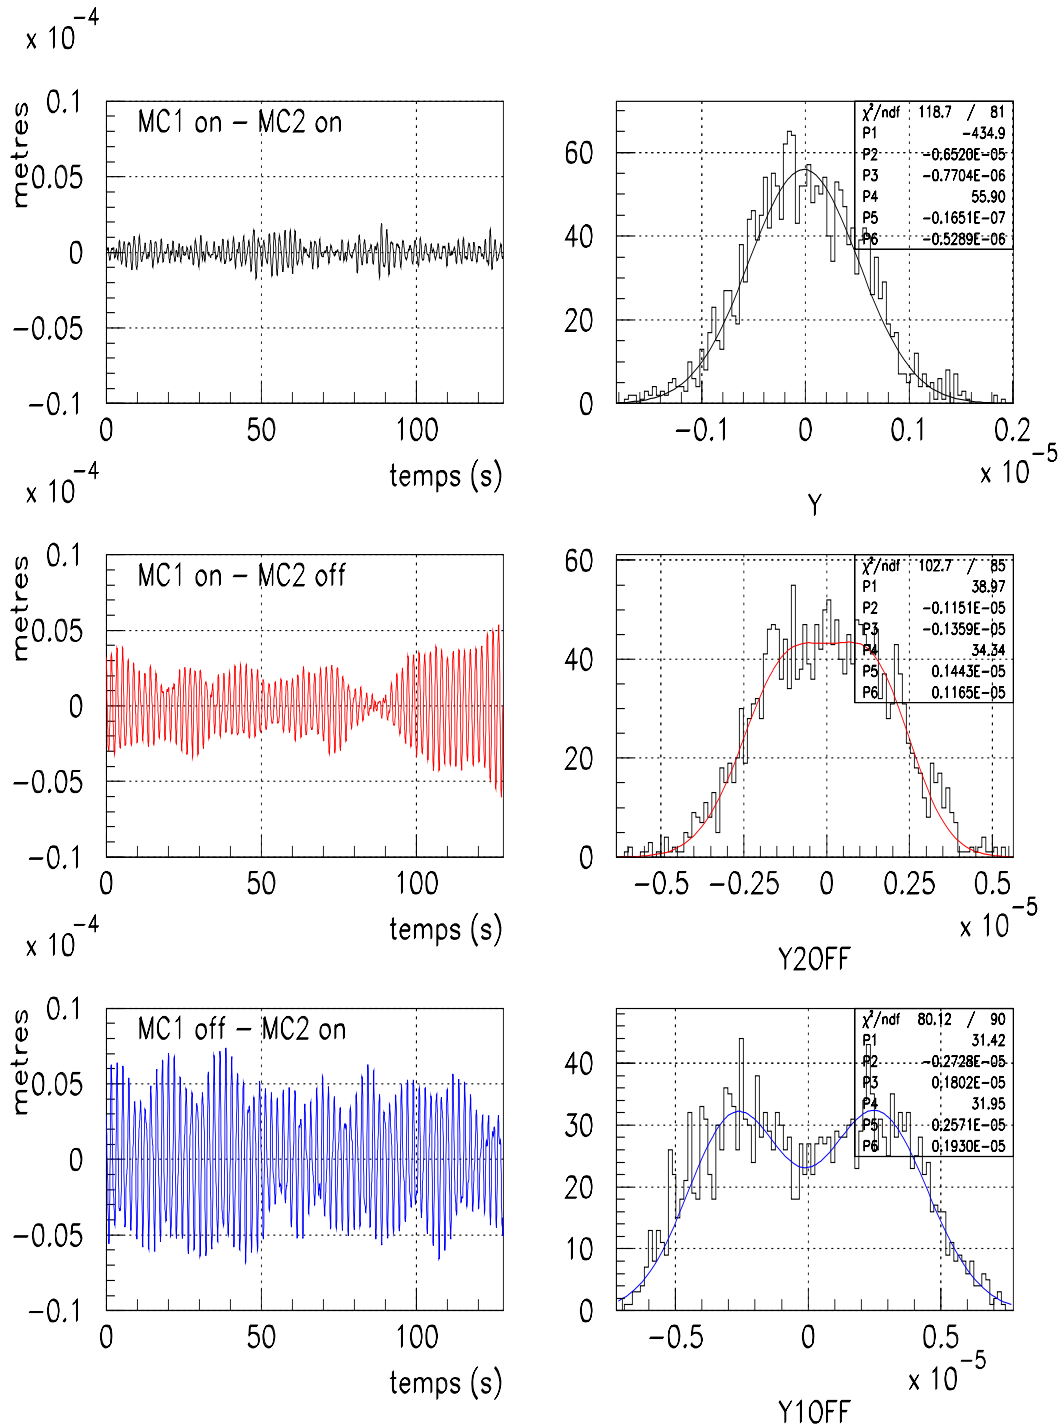 x 10^-4
metres
0.1
0.05
0
-0.05
-0.1
MC1 on - MC2 on
0 50 100
temps (s)
60
40
20
0
χ²/ndf 118.7 / 81
P1 -434.9
P2 -0.6520E-05
P3 -0.7704E-06
P4 55.90
P5 -0.1651E-07
P6 -0.5289E-06
-0.1 0 0.1 0.2
x 10^-5
Y
x 10^-4
metres
0.1
0.05
0
-0.05
-0.1
MC1 on - MC2 off
0 50 100
temps (s)
60
40
20
0
χ²/ndf 102.7 / 85
P1 38.97
P2 -0.1151E-05
P3 -0.1359E-05
P4 34.34
P5 0.1443E-05
P6 0.1165E-05
-0.5 -0.25 0 0.25 0.5
x 10^-5
Y2OFF
x 10^-4
metres
0.1
0.05
0
-0.05
-0.1
MC1 off - MC2 on
0 50 100
temps (s)
40
30
20
10
0
χ²/ndf 80.12 / 90
P1 31.42
P2 -0.2728E-05
P3 0.1802E-05
P4 31.95
P5 0.2571E-05
P6 0.1930E-05
-0.5 0 0.5
x 10^-5
Y1OFF